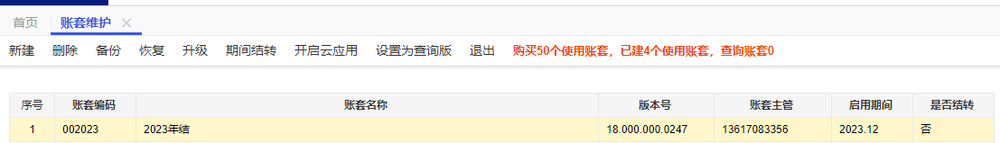 首页 账套维护
新建 删除 备份 恢复 升级 期间结转 开启云应用 设置为查询版 退出 购买50个使用账套，已建4个使用账套，查询账套0
序号 账套编码 账套名称 版本号 账套主管 启用期间 是否结转
1 002023 2023年结 18.000.000.0247 13617083356 2023.12 否